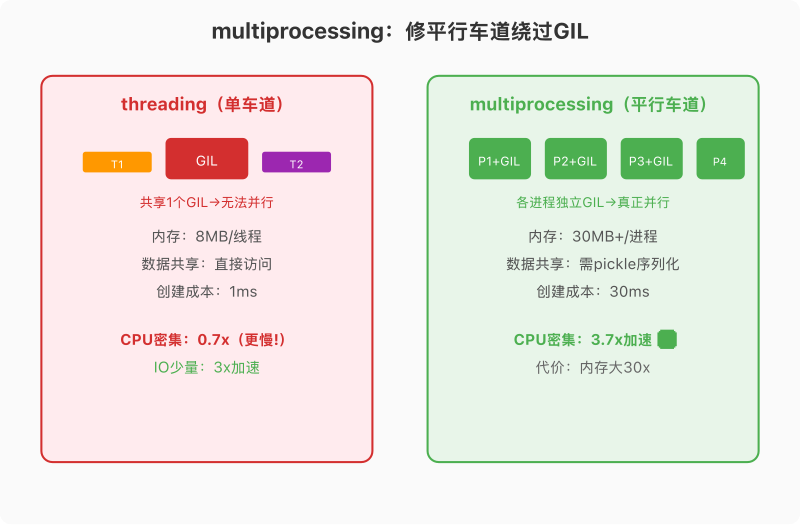 multiprocessing：修平行车道绕过GIL
threading（单车道）
T1
GIL
T2
共享1个GIL→无法并行
内存：8MB/线程
数据共享：直接访问
创建成本：1ms
CPU密集：0.7x（更慢!）
IO少量：3x加速
multiprocessing（平行车道）
P1+GIL
P2+GIL
P3+GIL
P4
各进程独立GIL→真正并行
内存：30MB+/进程
数据共享：需pickle序列化
创建成本：30ms
CPU密集：3.7x加速
代价：内存大30x